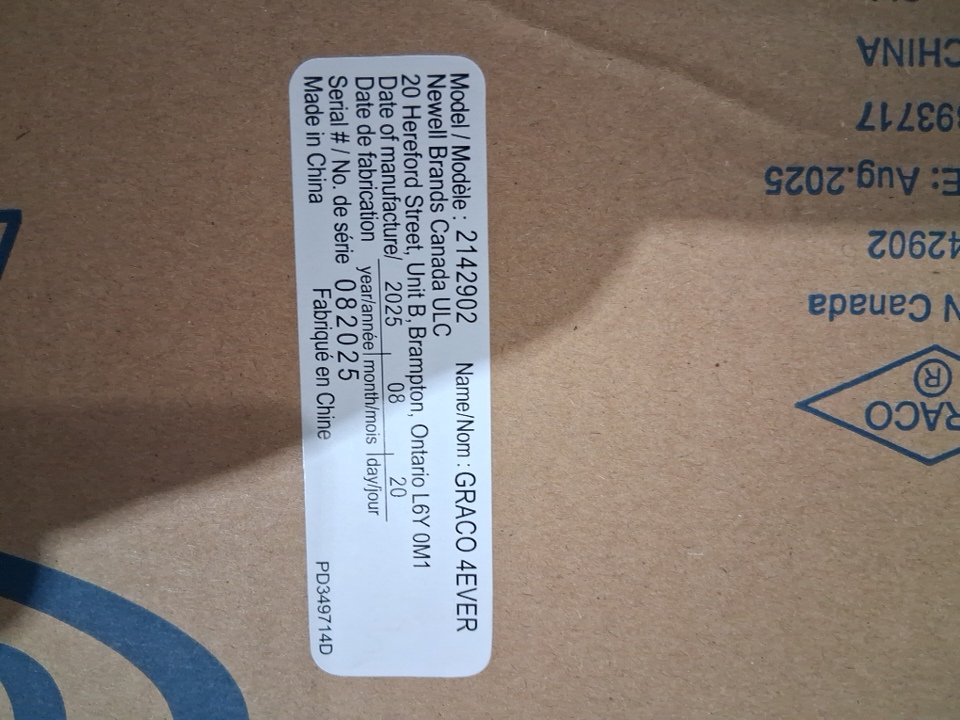 Model / Modèle : 2142902 Name/Nom : GRACO 4EVER
Newell Brands Canada ULC
20 Hereford Street, Unit B, Brampton, Ontario L6Y 0M1
Date of manufacture/ 2025 08 20
Date de fabrication year/année month/mois day/jour
Serial # / No. de série 082025
Made in China Fabriqué en Chine PD349714D
RACO ®
N Canada
42902
E: Aug.2025
393717
CHINA